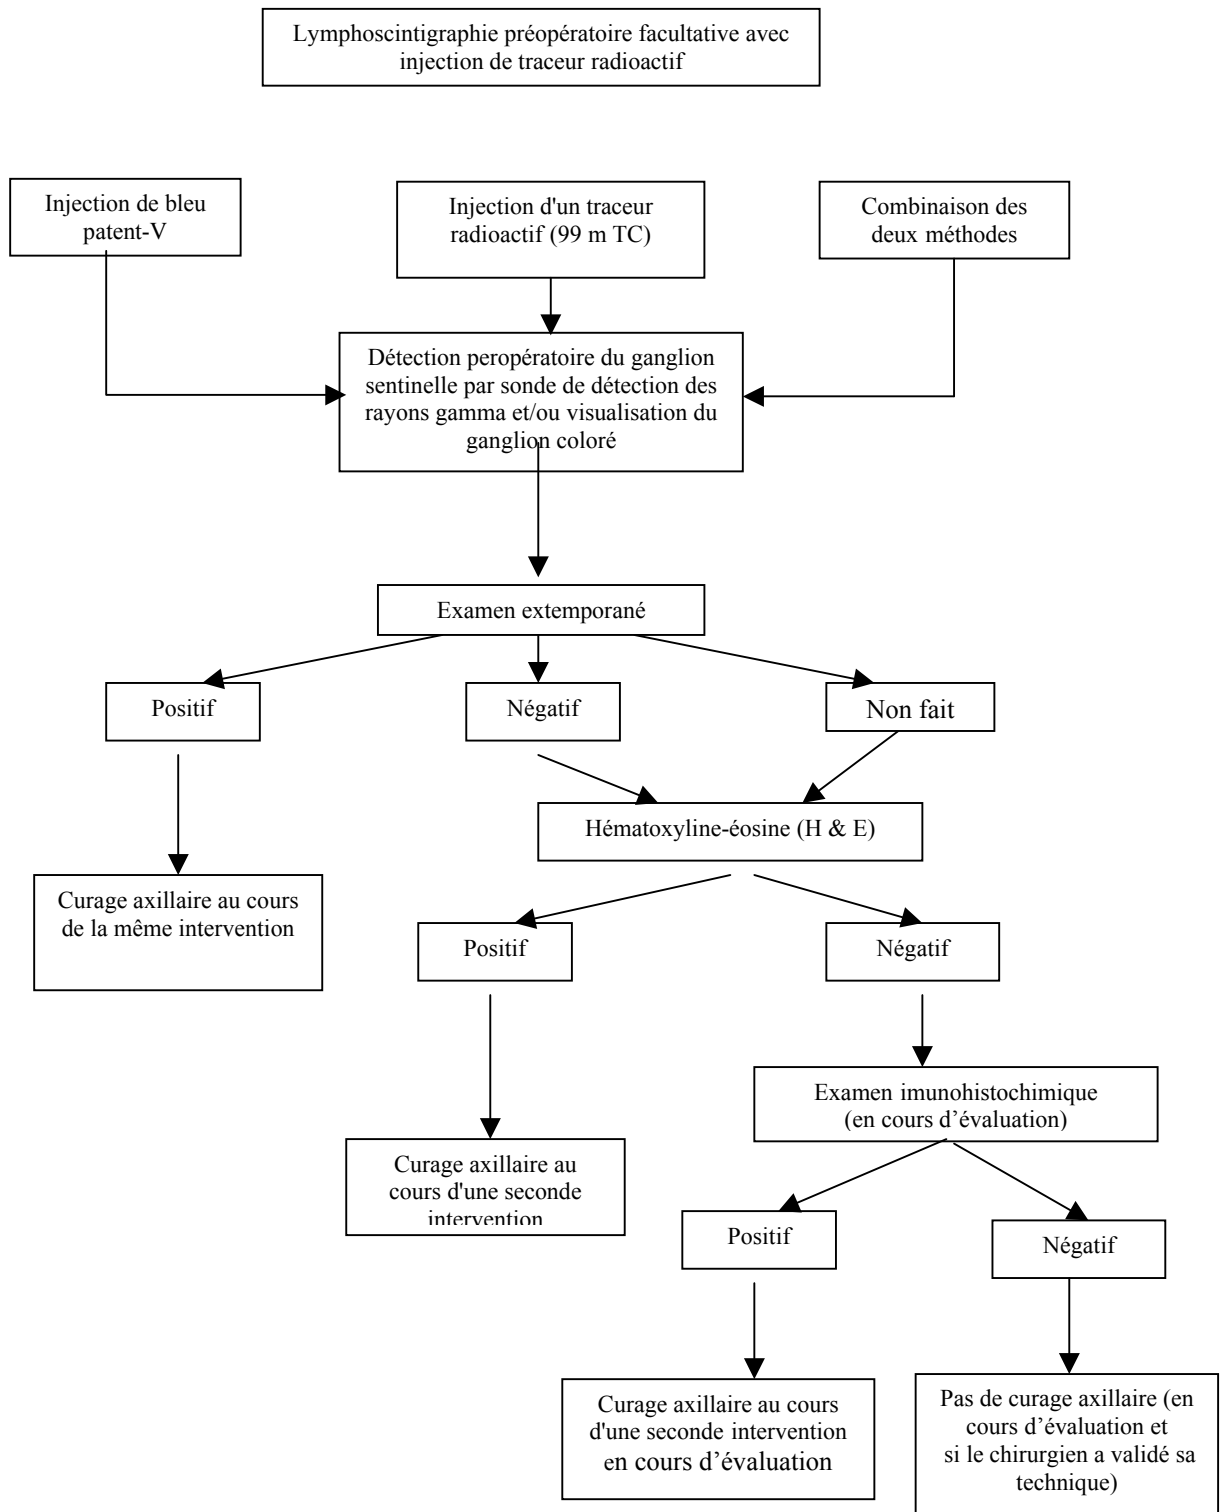 Lymphoscintigraphie préopératoire facultative avec
injection de traceur radioactif
Injection de bleu
patent-V
Injection d'un traceur
radioactif (99 m TC)
Combinaison des
deux méthodes
Détection peropératoire du ganglion
sentinelle par sonde de détection des
rayons gamma et/ou visualisation du
ganglion coloré
Examen extemporané
Positif
Négatif
Non fait
Hématoxyline-éosine (H & E)
Curage axillaire au cours
de la même intervention
Positif
Négatif
Examen imunohistochimique
(en cours d’évaluation)
Curage axillaire au
cours d'une seconde
intervention
Positif
Négatif
Curage axillaire au cours
d'une seconde intervention
en cours d’évaluation
Pas de curage axillaire (en
cours d’évaluation et
si le chirurgien a validé sa
technique)